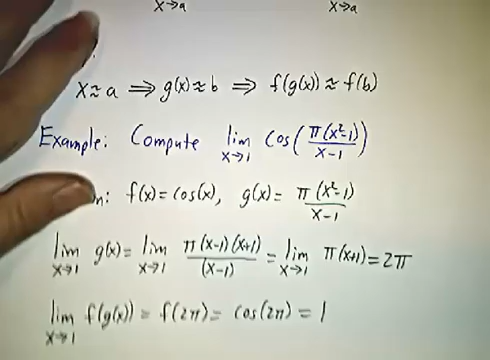 x→a x→a
x≈a ⟹ g(x)≈b ⟹ f(g(x))≈f(b)
Example: Compute lim x→1 cos(π(x²-1)/x-1)
n: f(x)=cos(x), g(x)= π(x²-1)/x-1
lim x→1 g(x)= lim x→1 π(x-1)(x+1)/(x-1) = lim x→1 π(x+1)=2π
lim x→1 f(g(x)) = f(2π)= cos(2π) = 1